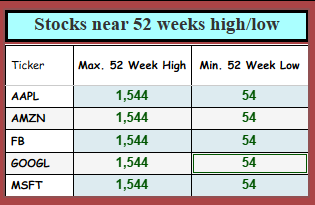 Stocks near 52 weeks high/low
Ticker Max. 52 Week High Min. 52 Week Low
AAPL 1,544 54
AMZN 1,544 54
FB 1,544 54
GOOGL 1,544 54
MSFT 1,544 54